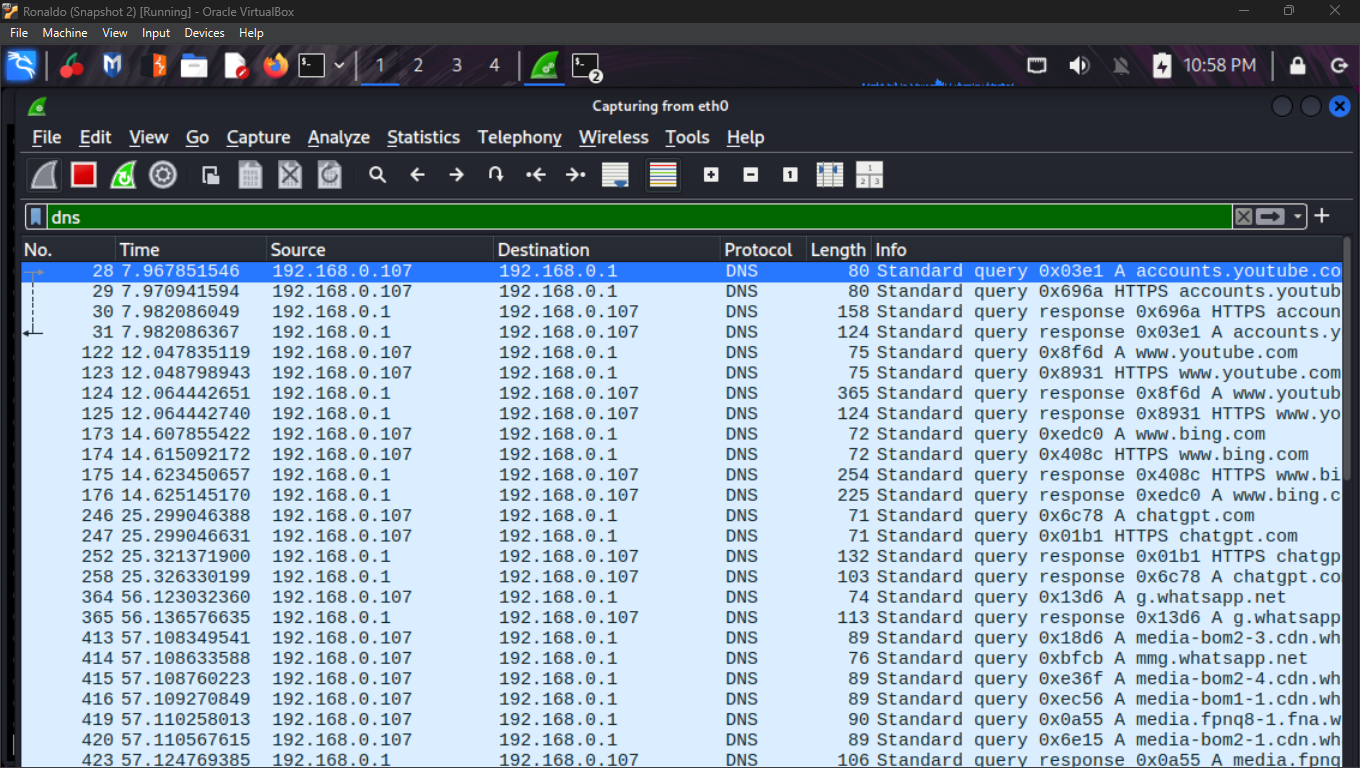 Ronaldo (Snapshot 2) [Running] - Oracle VirtualBox
File Machine View Input Devices Help
1 2 3 4 2 10:58 PM
Capturing from eth0
File Edit View Go Capture Analyze Statistics Telephony Wireless Tools Help
dns
No. Time Source Destination Protocol Length Info
28 7.967851546 192.168.0.107 192.168.0.1 DNS 80 Standard query 0x03e1 A accounts.youtube.co
29 7.970941594 192.168.0.107 192.168.0.1 DNS 80 Standard query 0x696a HTTPS accounts.youtub
30 7.982086049 192.168.0.1 192.168.0.107 DNS 158 Standard query response 0x696a HTTPS accoun
31 7.982086367 192.168.0.1 192.168.0.107 DNS 124 Standard query response 0x03e1 A accounts.y
122 12.047835119 192.168.0.107 192.168.0.1 DNS 75 Standard query 0x8f6d A www.youtube.com
123 12.048798943 192.168.0.107 192.168.0.1 DNS 75 Standard query 0x8931 HTTPS www.youtube.com
124 12.064442651 192.168.0.1 192.168.0.107 DNS 365 Standard query response 0x8f6d A www.youtub
125 12.064442740 192.168.0.1 192.168.0.107 DNS 124 Standard query response 0x8931 HTTPS www.yo
173 14.607855422 192.168.0.107 192.168.0.1 DNS 72 Standard query 0xedc0 A www.bing.com
174 14.615092172 192.168.0.107 192.168.0.1 DNS 72 Standard query 0x408c HTTPS www.bing.com
175 14.623450657 192.168.0.1 192.168.0.107 DNS 254 Standard query response 0x408c HTTPS www.bi
176 14.625145170 192.168.0.1 192.168.0.107 DNS 225 Standard query response 0xedc0 A www.bing.c
246 25.299046388 192.168.0.107 192.168.0.1 DNS 71 Standard query 0x6c78 A chatgpt.com
247 25.299046631 192.168.0.107 192.168.0.1 DNS 71 Standard query 0x01b1 HTTPS chatgpt.com
252 25.321371900 192.168.0.1 192.168.0.107 DNS 132 Standard query response 0x01b1 HTTPS chatgp
258 25.326330199 192.168.0.1 192.168.0.107 DNS 103 Standard query response 0x6c78 A chatgpt.co
364 56.123032360 192.168.0.107 192.168.0.1 DNS 74 Standard query 0x13d6 A g.whatsapp.net
365 56.136576635 192.168.0.1 192.168.0.107 DNS 113 Standard query response 0x13d6 A g.whatsapp
413 57.108349541 192.168.0.107 192.168.0.1 DNS 89 Standard query 0x18d6 A media-bom2-3.cdn.wh
414 57.108633588 192.168.0.107 192.168.0.1 DNS 76 Standard query 0xbfcb A mmg.whatsapp.net
415 57.108760223 192.168.0.107 192.168.0.1 DNS 89 Standard query 0xe36f A media-bom2-4.cdn.wh
416 57.109270849 192.168.0.107 192.168.0.1 DNS 89 Standard query 0xec56 A media-bom1-1.cdn.wh
419 57.110258013 192.168.0.107 192.168.0.1 DNS 90 Standard query 0x0a55 A media.fpnq8-1.fna.w
420 57.110567615 192.168.0.107 192.168.0.1 DNS 89 Standard query 0x6e15 A media-bom2-1.cdn.wh
423 57.124769385 192.168.0.1 192.168.0.107 DNS 106 Standard query response 0x0a55 A media.fpnq